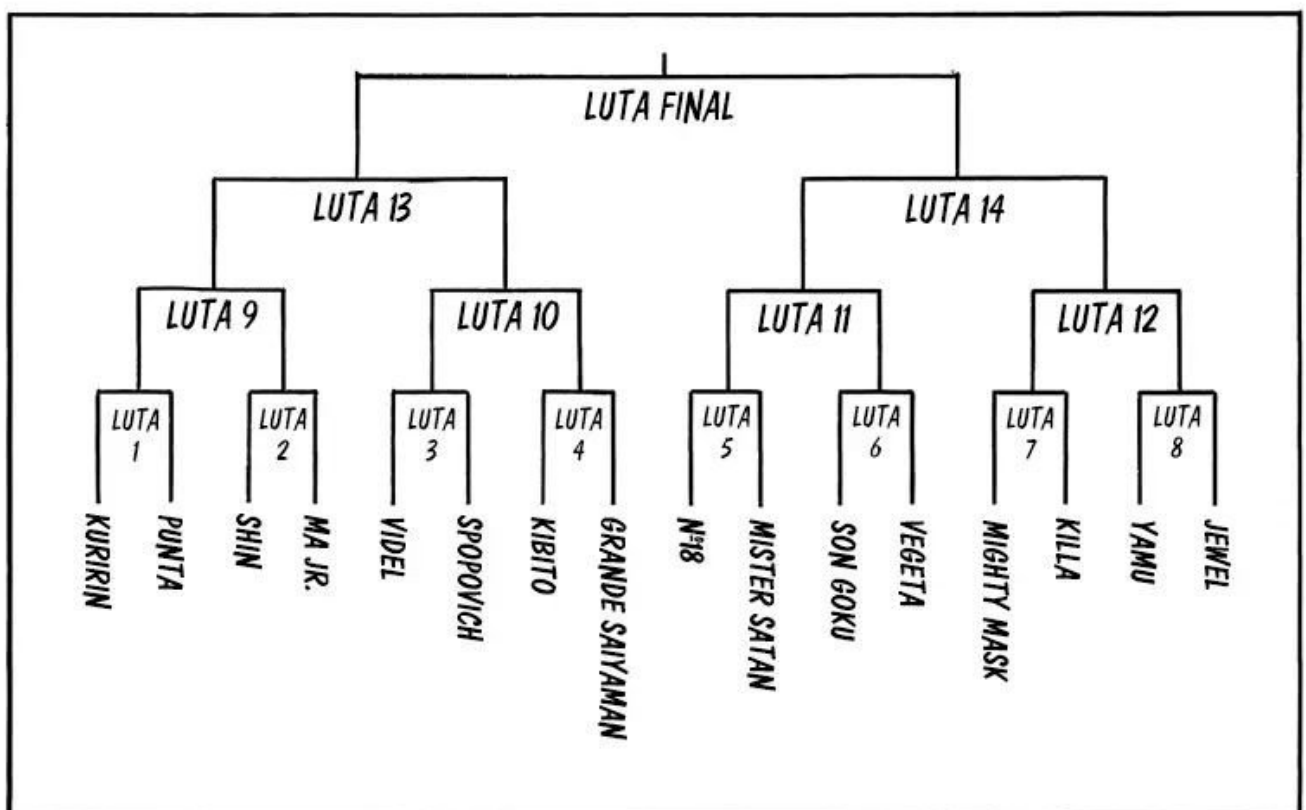 LUTA FINAL
LUTA 13
LUTA 14
LUTA 9
LUTA 10
LUTA 11
LUTA 12
LUTA
1
LUTA
2
LUTA
3
LUTA
4
LUTA
5
LUTA
6
LUTA
7
LUTA
8
KURIRIN
PUNTA
SHIN
MA JR.
VIDEL
SPOPOVICH
KIBITO
GRANDE SAIYAMAN
Nº18
MISTER SATAN
SON GOKU
VEGETA
MIGHTY MASK
KILLA
YAMU
JEWEL